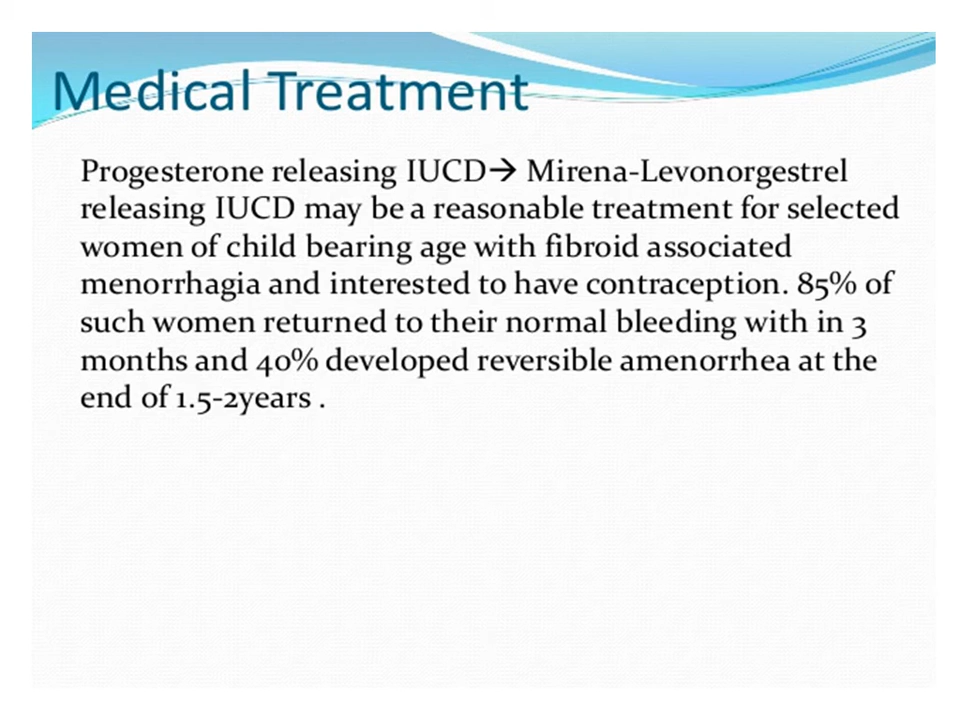 Medical Treatment
Progesterone releasing IUCD→ Mirena-Levonorgestrel
releasing IUCD may be a reasonable treatment for selected
women of child bearing age with fibroid associated
menorrhagia and interested to have contraception. 85% of
such women returned to their normal bleeding with in 3
months and 40% developed reversible amenorrhea at the
end of 1.5-2years .